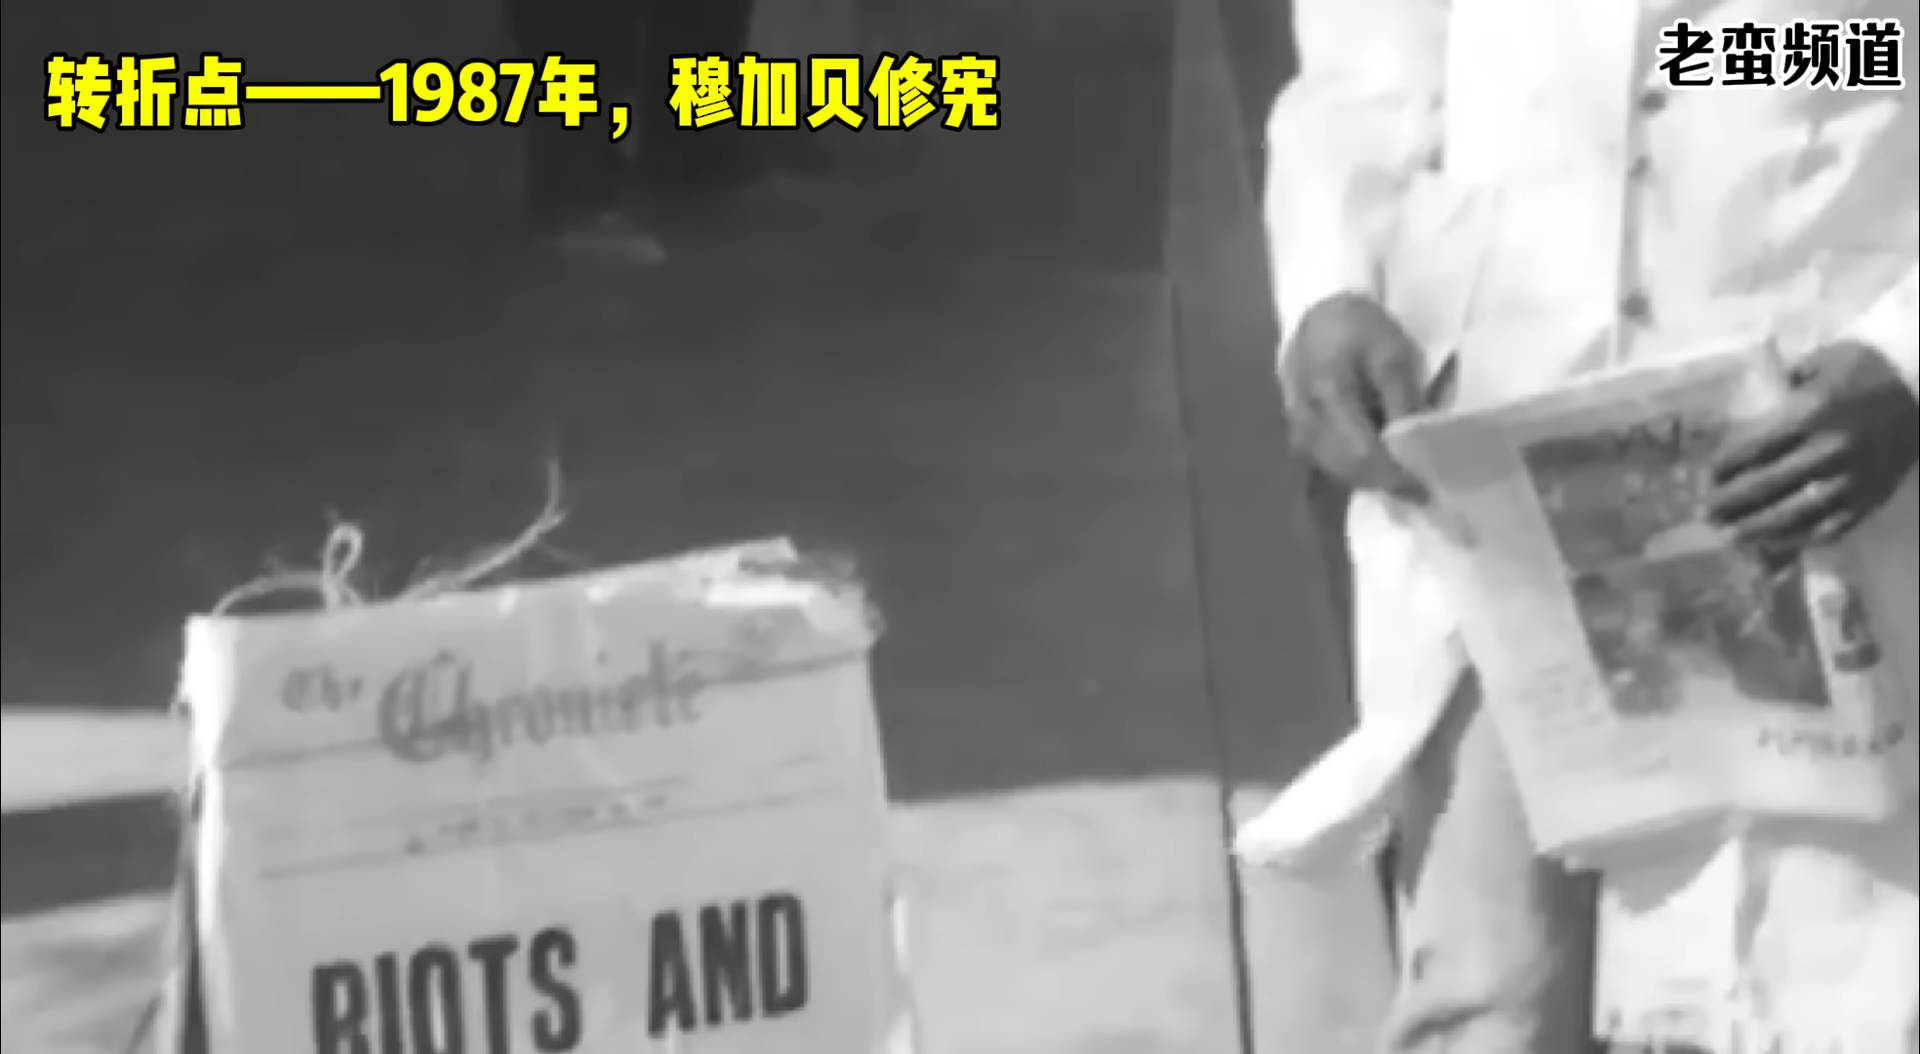 转折点——1987年，穆加贝修宪
老蛮频道
The Chronicle
RIOTS AND